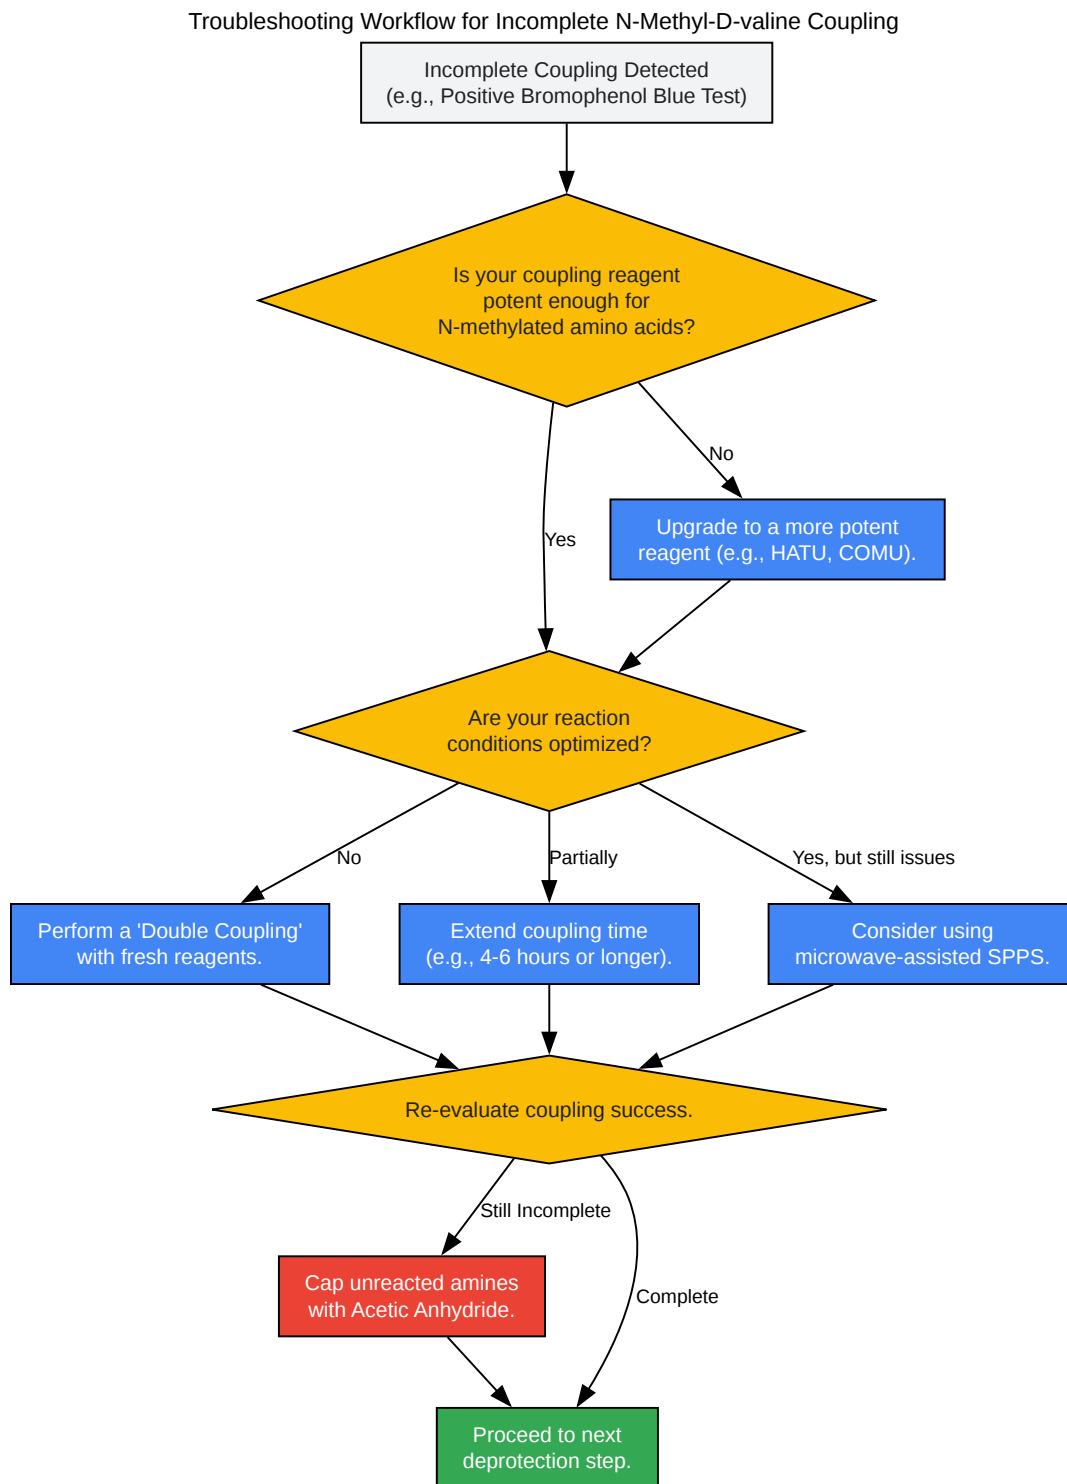 Troubleshooting Workflow for Incomplete N-Methyl-D-valine Coupling
Incomplete Coupling Detected
(e.g., Positive Bromophenol Blue Test)
Is your coupling reagent
potent enough for
N-methylated amino acids?
No
Yes
Upgrade to a more potent
reagent (e.g., HATU, COMU).
Are your reaction
conditions optimized?
No
Partially
Yes, but still issues
Perform a 'Double Coupling'
with fresh reagents.
Extend coupling time
(e.g., 4-6 hours or longer).
Consider using
microwave-assisted SPPS.
Re-evaluate coupling success.
Still Incomplete
Complete
Cap unreacted amines
with Acetic Anhydride.
Proceed to next
deprotection step.